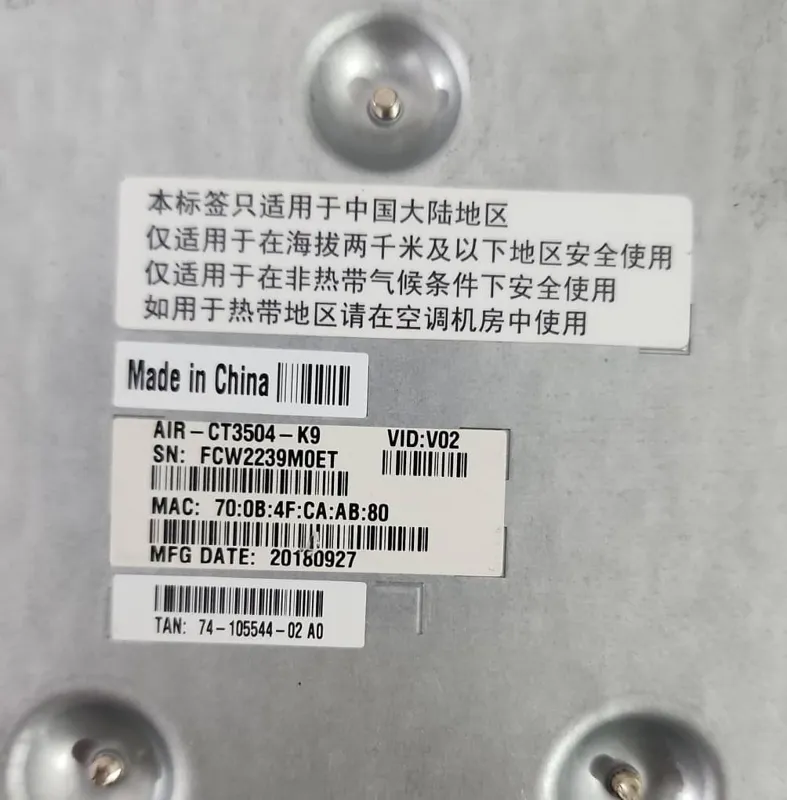 本标签只适用于中国大陆地区
仅适用于在海拔两千米及以下地区安全使用
仅适用于在非热带气候条件下安全使用
如用于热带地区请在空调机房中使用
Made in China
AIR-CT3504-K9 VID:V02
SN: FCW2239M0ET
MAC: 70:0B:4F:CA:AB:80
MFG DATE: 20180927
TAN: 74-105544-02 A0